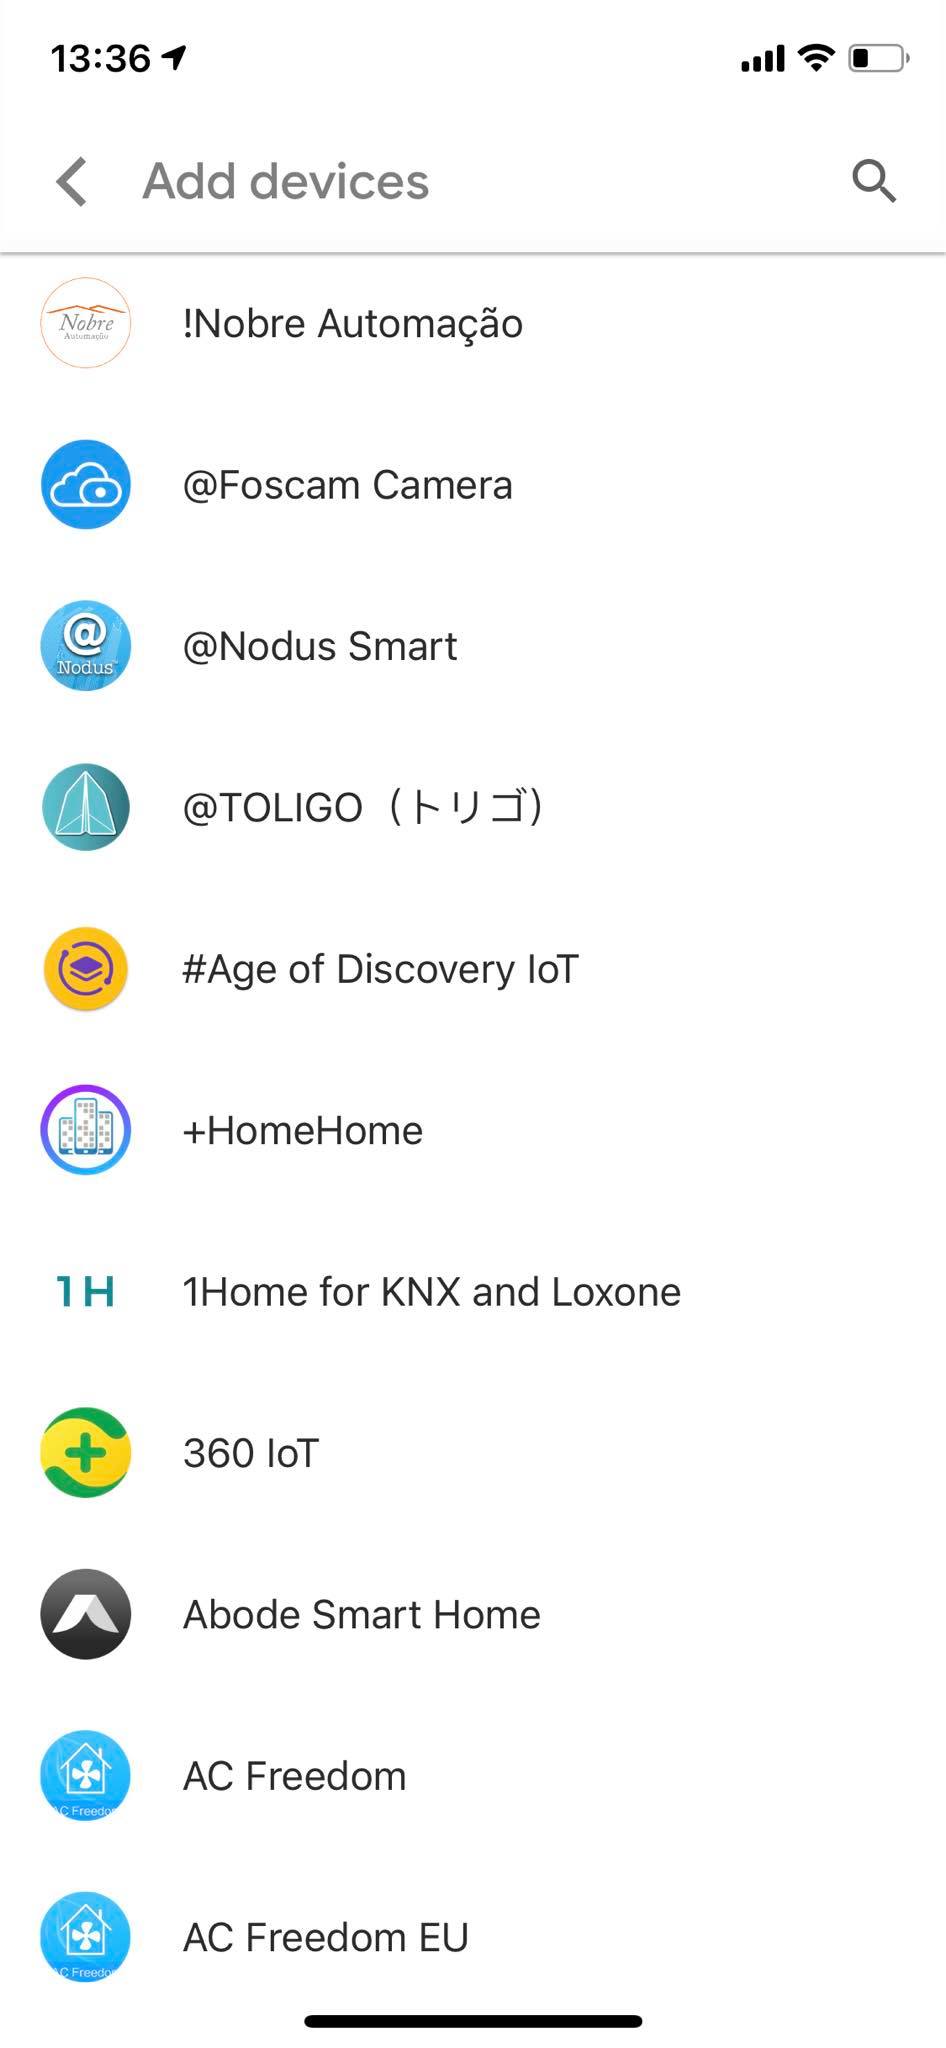 13:36
Add devices
Nobre
Automação
!Nobre Automação
@Foscam Camera
@
Nodus
@Nodus Smart
@TOLIGO（トリゴ）
#Age of Discovery IoT
+HomeHome
1H
1Home for KNX and Loxone
360 IoT
Abode Smart Home
AC Freedom
AC Freedom
AC Freedom EU